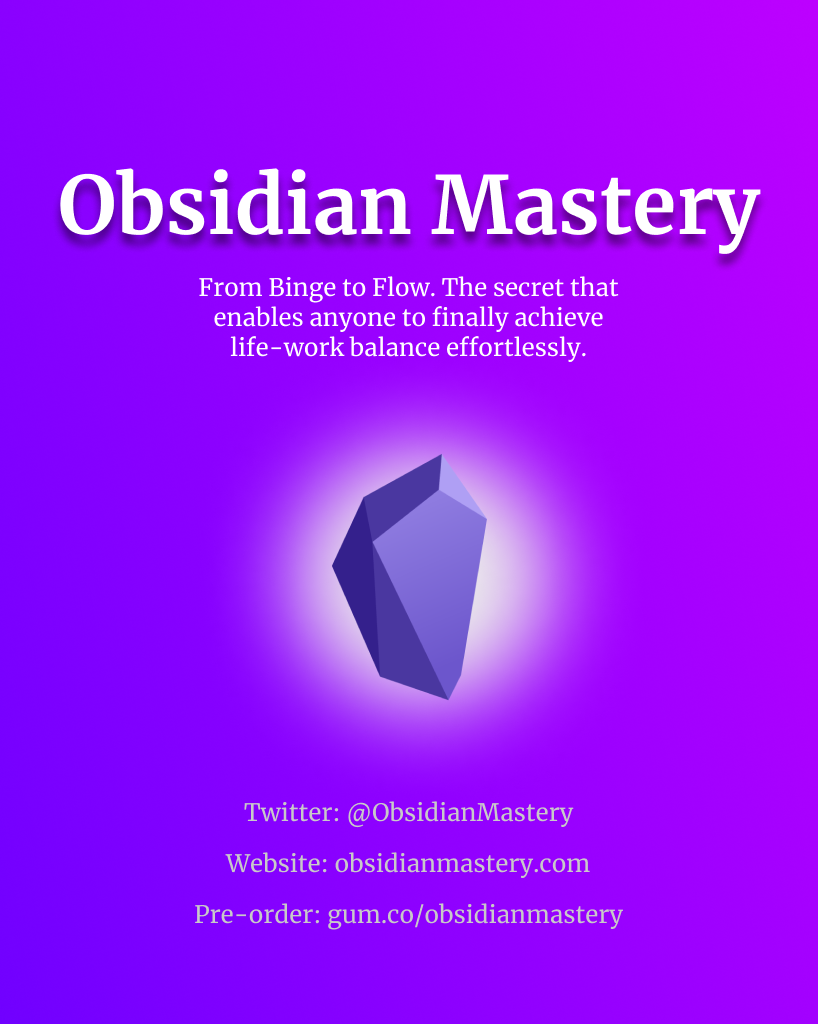 Obsidian Mastery
From Binge to Flow. The secret that
enables anyone to finally achieve
life-work balance effortlessly.
Twitter: @ObsidianMastery
Website: obsidianmastery.com
Pre-order: gum.co/obsidianmastery